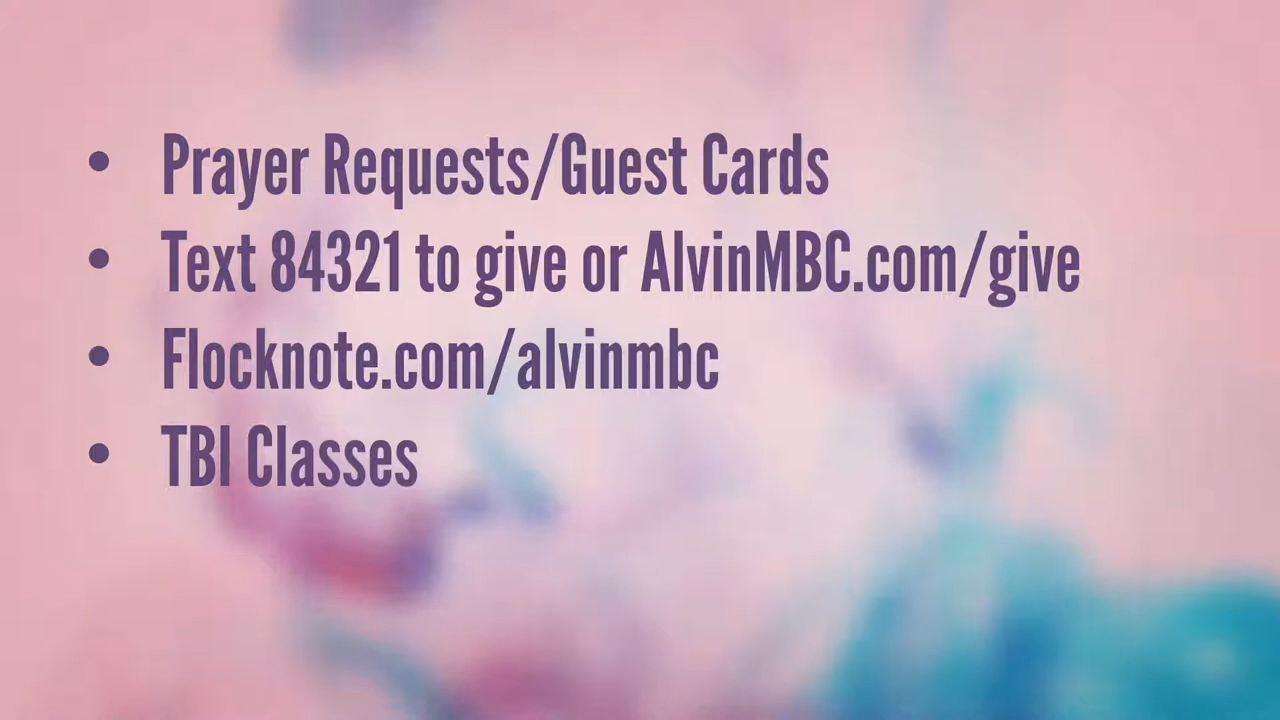 • Prayer Requests/Guest Cards
• Text 84321 to give or AlvinMBC.com/give
• Flocknote.com/alvinmbc
• TBI Classes